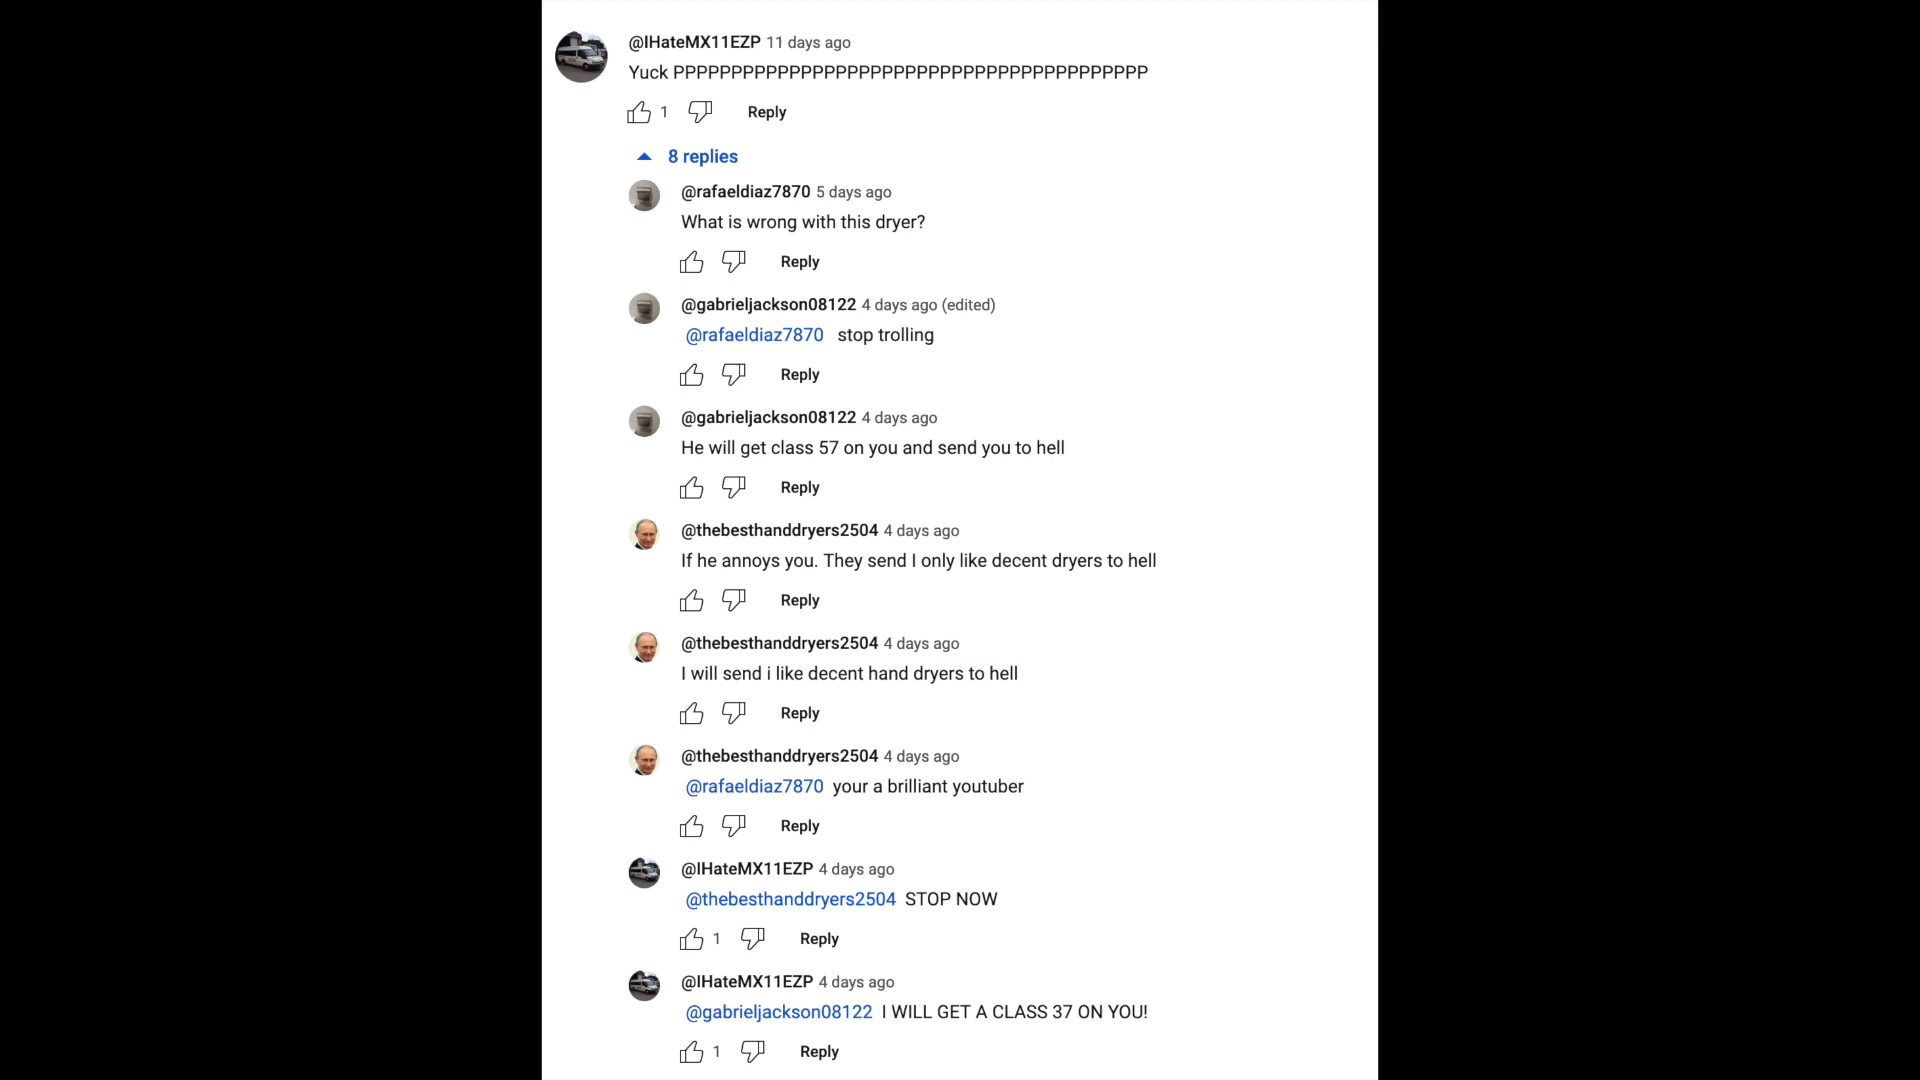 @IHateMX11EZP 11 days ago
Yuck PPPPPPPPPPPPPPPPPPPPPPPPPPPPPPPPPPPPPPPPP
1 Reply
8 replies
@rafaeldiaz7870 5 days ago
What is wrong with this dryer?
Reply
@gabrieljackson08122 4 days ago (edited)
@rafaeldiaz7870 stop trolling
Reply
@gabrieljackson08122 4 days ago
He will get class 57 on you and send you to hell
Reply
@thebesthanddryers2504 4 days ago
If he annoys you. They send I only like decent dryers to hell
Reply
@thebesthanddryers2504 4 days ago
I will send i like decent hand dryers to hell
Reply
@thebesthanddryers2504 4 days ago
@rafaeldiaz7870 your a brilliant youtuber
Reply
@IHateMX11EZP 4 days ago
@thebesthanddryers2504 STOP NOW
1 Reply
@IHateMX11EZP 4 days ago
@gabrieljackson08122 I WILL GET A CLASS 37 ON YOU!
1 Reply